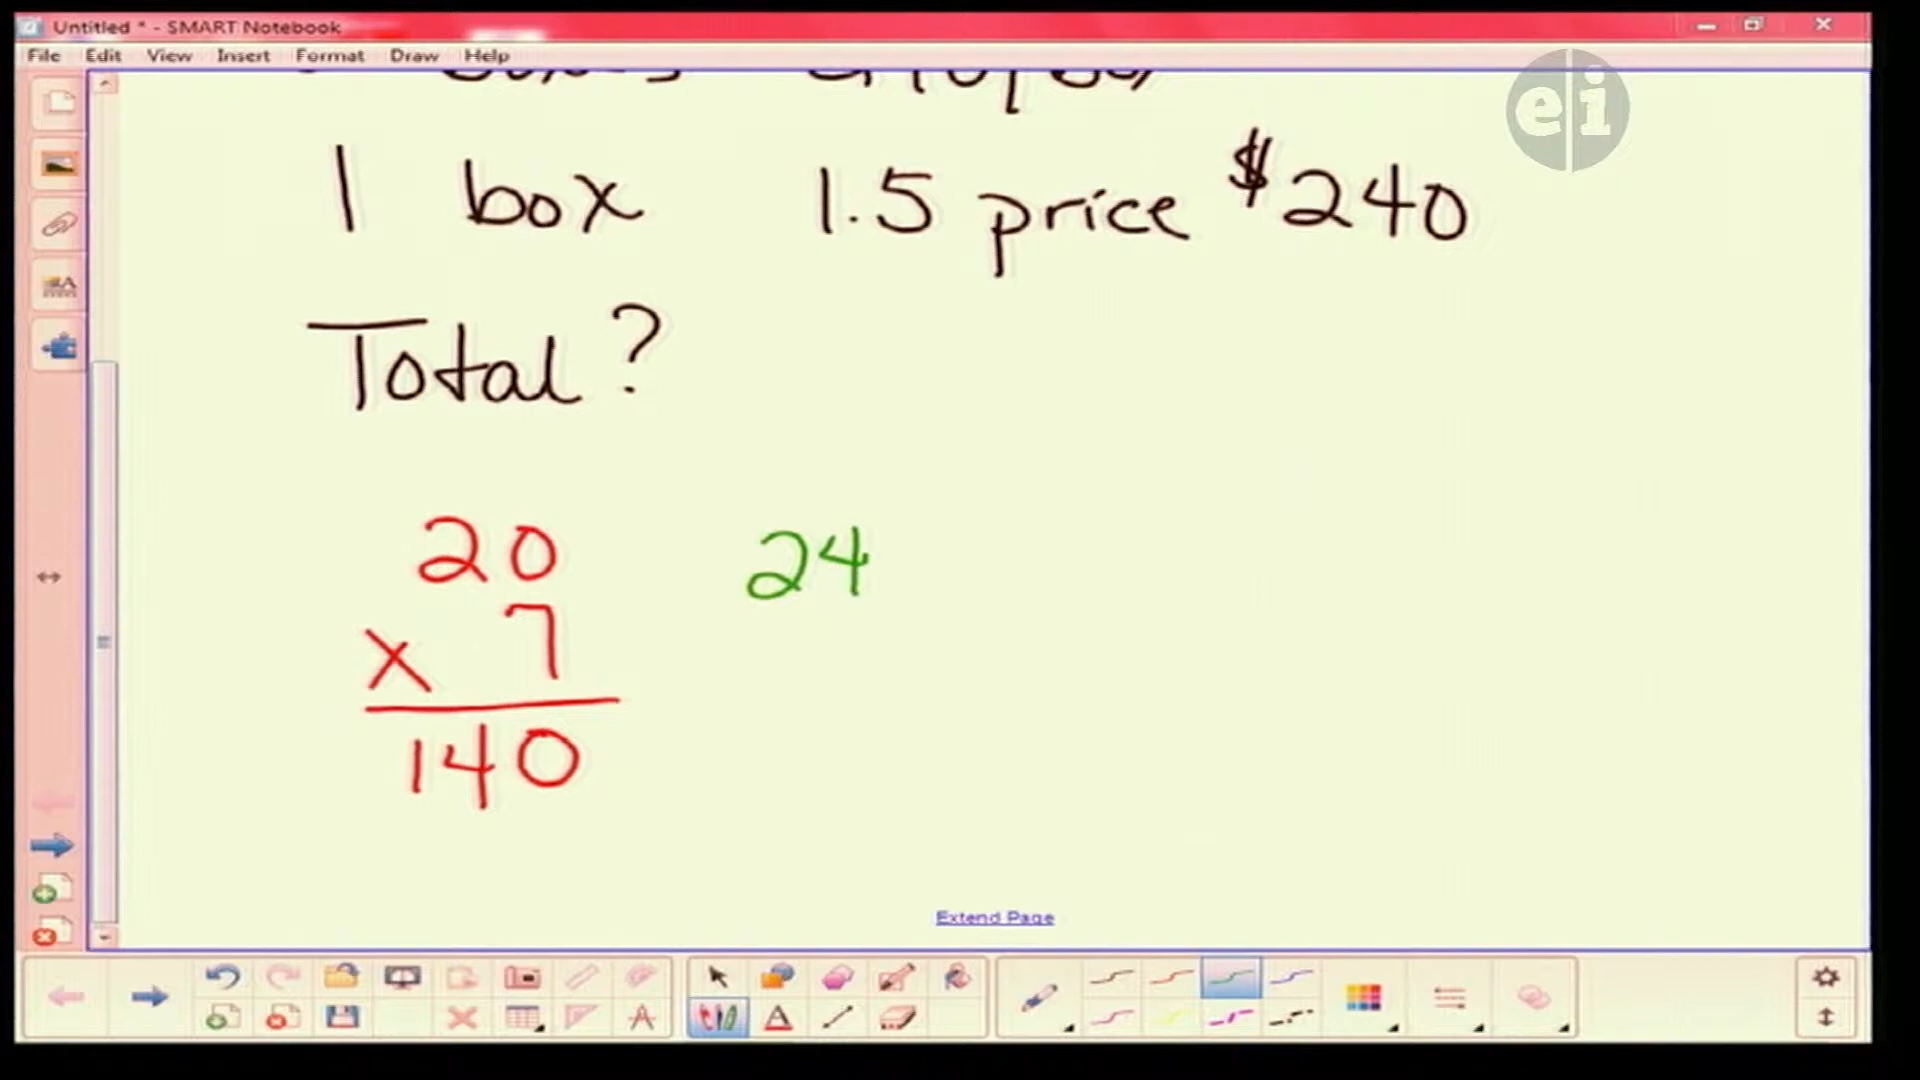 Untitled * - SMART Notebook
File Edit View Insert Format Draw Help
ei
1 box 1.5 price $240
Total?
20 24
x 7
140
Extend Page